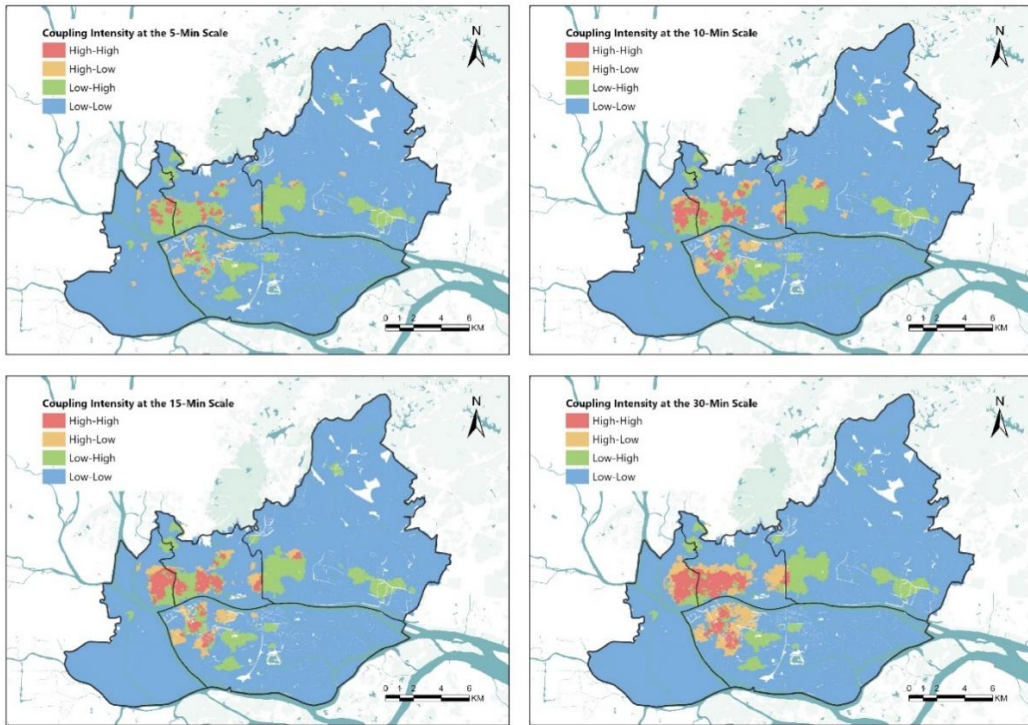 Coupling Intensity at the 5-Min Scale
High-High
High-Low
Low-High
Low-Low
N
0 1 2 4 6
KM
Coupling Intensity at the 10-Min Scale
High-High
High-Low
Low-High
Low-Low
N
0 1 2 4 6
KM
Coupling Intensity at the 15-Min Scale
High-High
High-Low
Low-High
Low-Low
N
0 1 2 4 6
KM
Coupling Intensity at the 30-Min Scale
High-High
High-Low
Low-High
Low-Low
N
0 1 2 4 6
KM